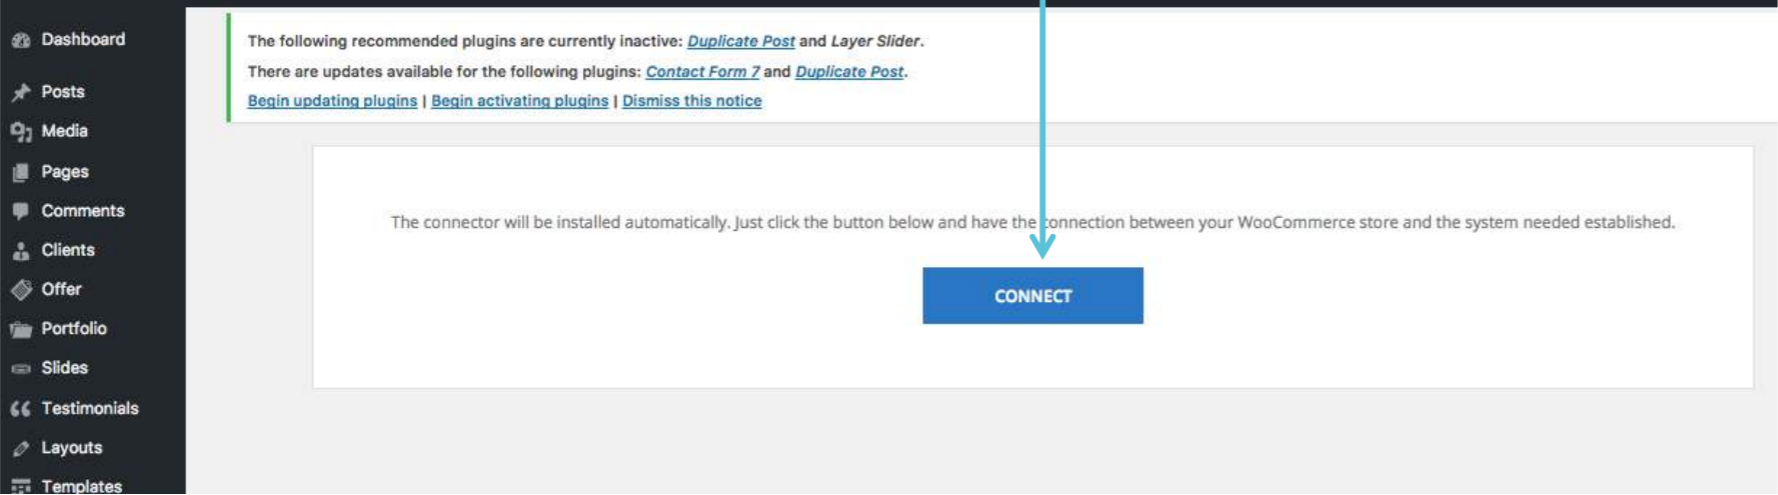 Dashboard
Posts
Media
Pages
Comments
Clients
Offer
Portfolio
Slides
Testimonials
Layouts
Templates
The following recommended plugins are currently inactive: Duplicate Post and Layer Slider.
There are updates available for the following plugins: Contact Form 7 and Duplicate Post.
Begin updating plugins | Begin activating plugins | Dismiss this notice
The connector will be installed automatically. Just click the button below and have the connection between your WooCommerce store and the system needed established.
CONNECT